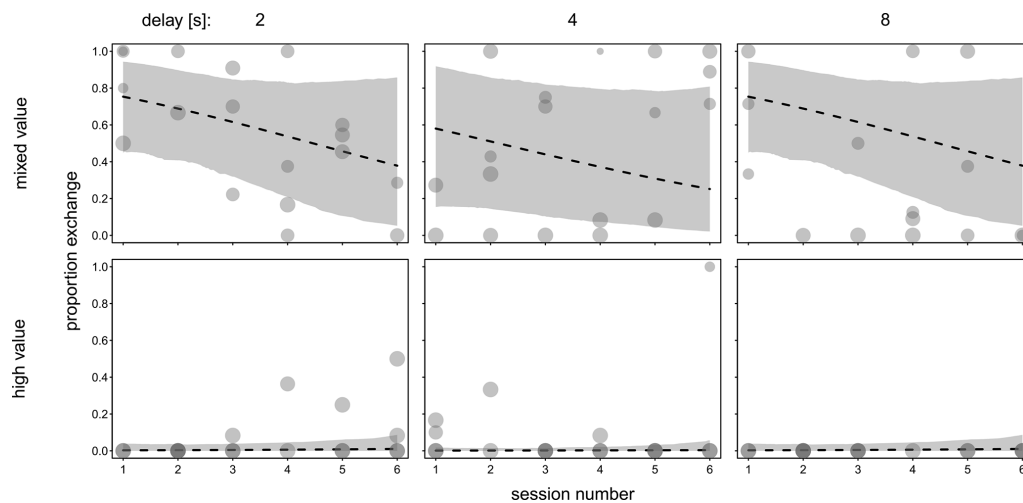 delay [s]: 2 4 8
mixed value
high value
proportion exchange
1.0
0.8
0.6
0.4
0.2
0.0
1.0
0.8
0.6
0.4
0.2
0.0
1 2 3 4 5 6
1 2 3 4 5 6
1 2 3 4 5 6
session number